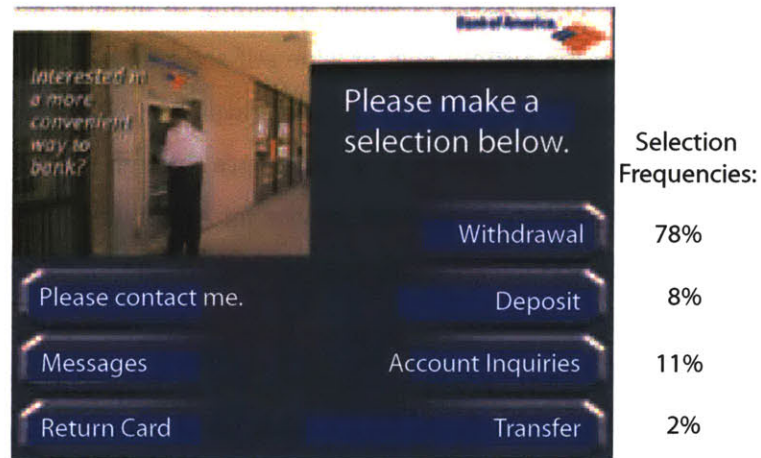 Bank of America
Interested in
a more
convenient
way to
bank?
Please make a
selection below.
Selection
Frequencies:
Withdrawal 78%
Please contact me. Deposit 8%
Messages Account Inquiries 11%
Return Card Transfer 2%